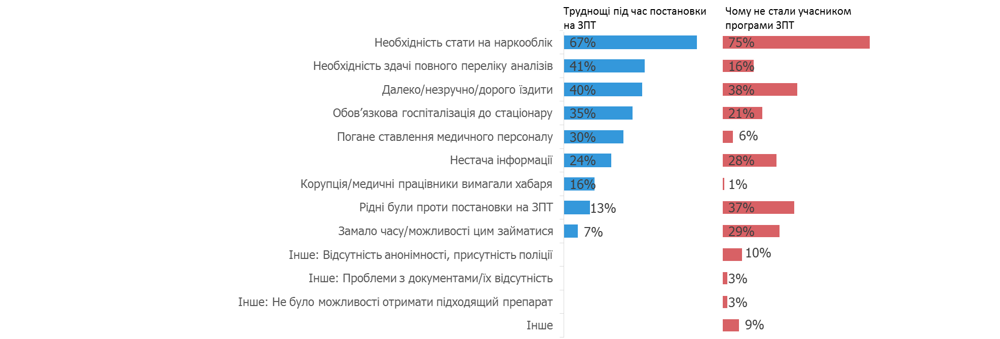 Труднощі під час постановки
на ЗПТ
Чому не стали учасником
програми ЗПТ
Необхідність стати на наркооблік 67% 75%
Необхідність здачі повного переліку аналізів 41% 16%
Далеко/незручно/дорого їздити 40% 38%
Обов’язкова госпіталізація до стаціонару 35% 21%
Погане ставлення медичного персоналу 30% 6%
Нестача інформації 24% 28%
Корупція/медичні працівники вимагали хабаря 16% 1%
Рідні були проти постановки на ЗПТ 13% 37%
Замало часу/можливості цим займатися 7% 29%
Інше: Відсутність анонімності, присутність поліції 10%
Інше: Проблеми з документами/їх відсутність 3%
Інше: Не було можливості отримати підходящий препарат 3%
Інше 9%